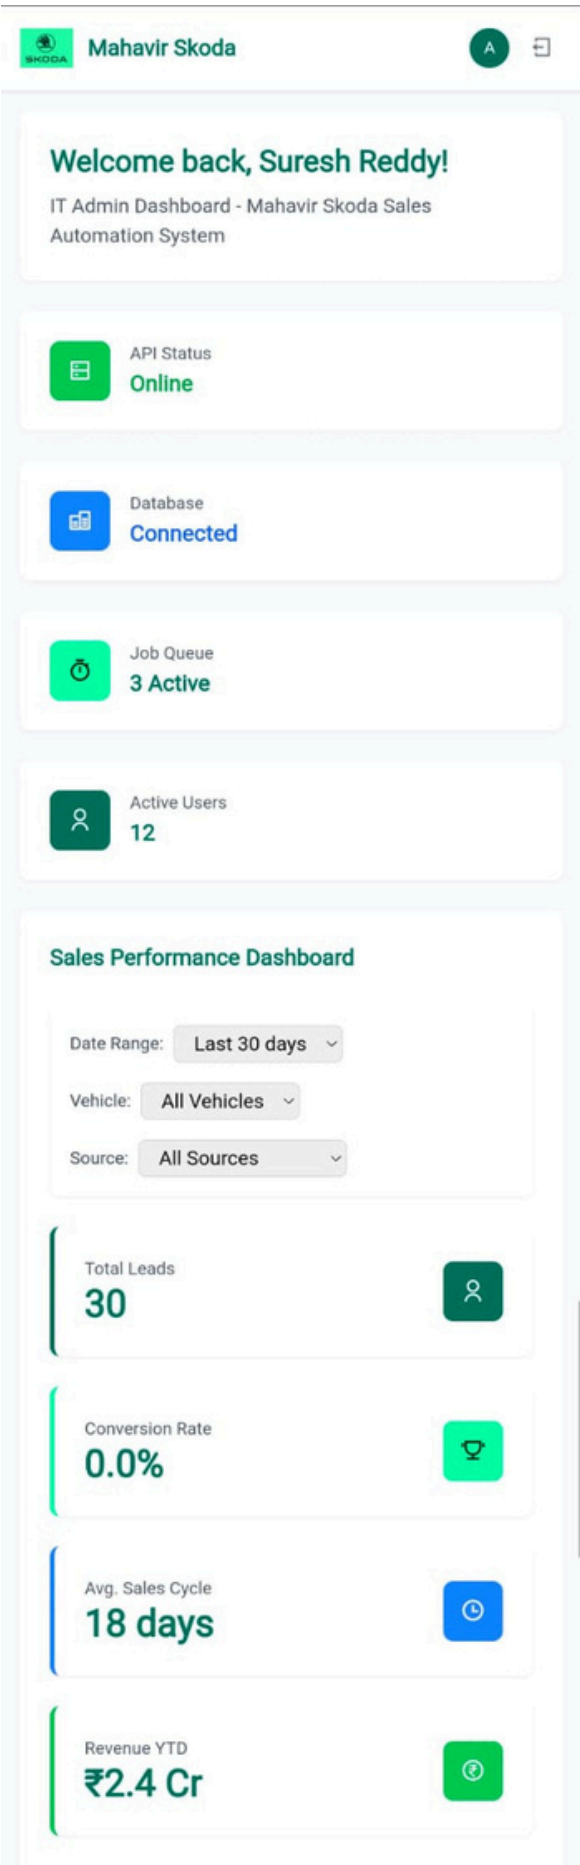 SKODA
Mahavir Skoda
A
Welcome back, Suresh Reddy!
IT Admin Dashboard - Mahavir Skoda Sales
Automation System
API Status
Online
Database
Connected
Job Queue
3 Active
Active Users
12
Sales Performance Dashboard
Date Range: Last 30 days
Vehicle: All Vehicles
Source: All Sources
Total Leads
30
Conversion Rate
0.0%
Avg. Sales Cycle
18 days
Revenue YTD
₹2.4 Cr
₹